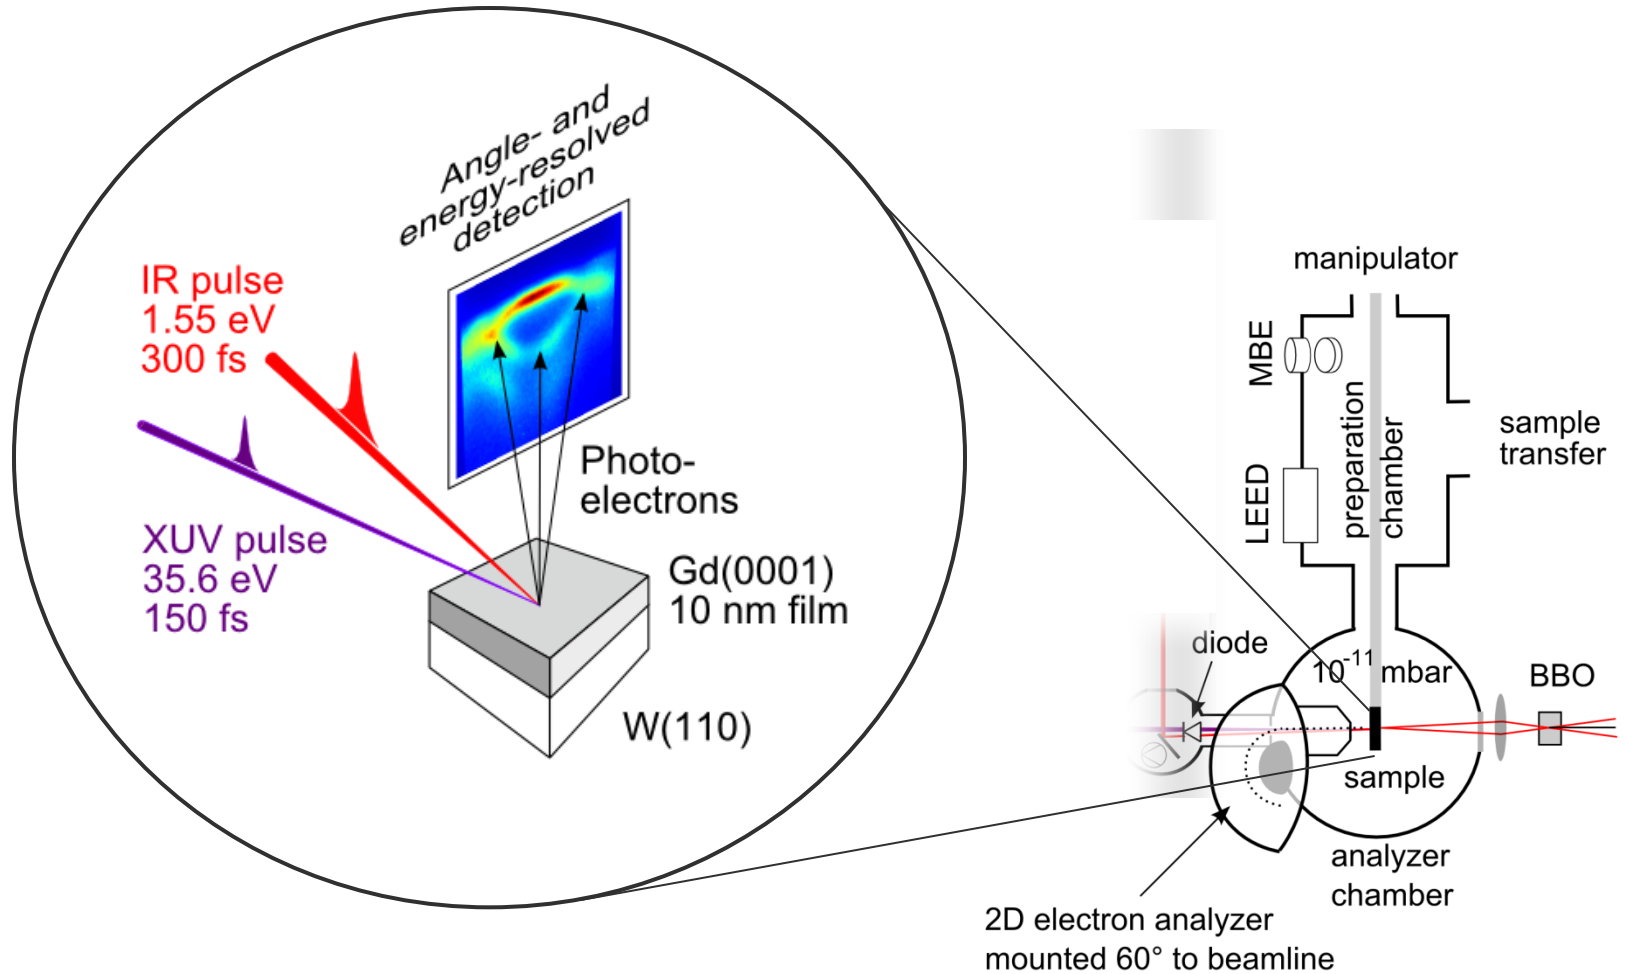 Angle- and
energy-resolved
detection
IR pulse
1.55 eV
300 fs
XUV pulse
35.6 eV
150 fs
Photo-
electrons
Gd(0001)
10 nm film
W(110)
manipulator
MBE
LEED
preparation
chamber
sample
transfer
diode
10-11 mbar
BBO
sample
analyzer
chamber
2D electron analyzer
mounted 60° to beamline